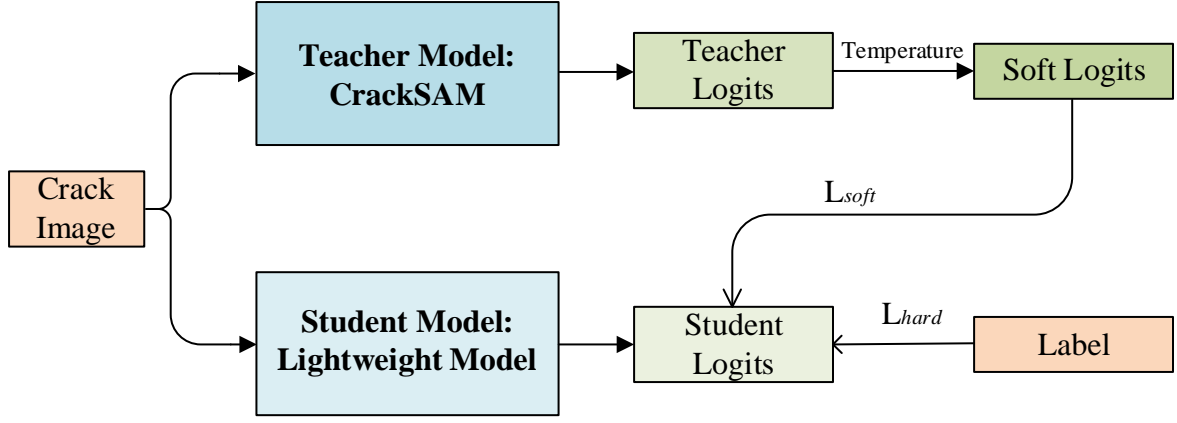 Teacher Model:
CrackSAM
Teacher
Logits
Temperature
Soft Logits
Crack
Image
Lsoft
Student Model:
Lightweight Model
Student
Logits
Lhard
Label